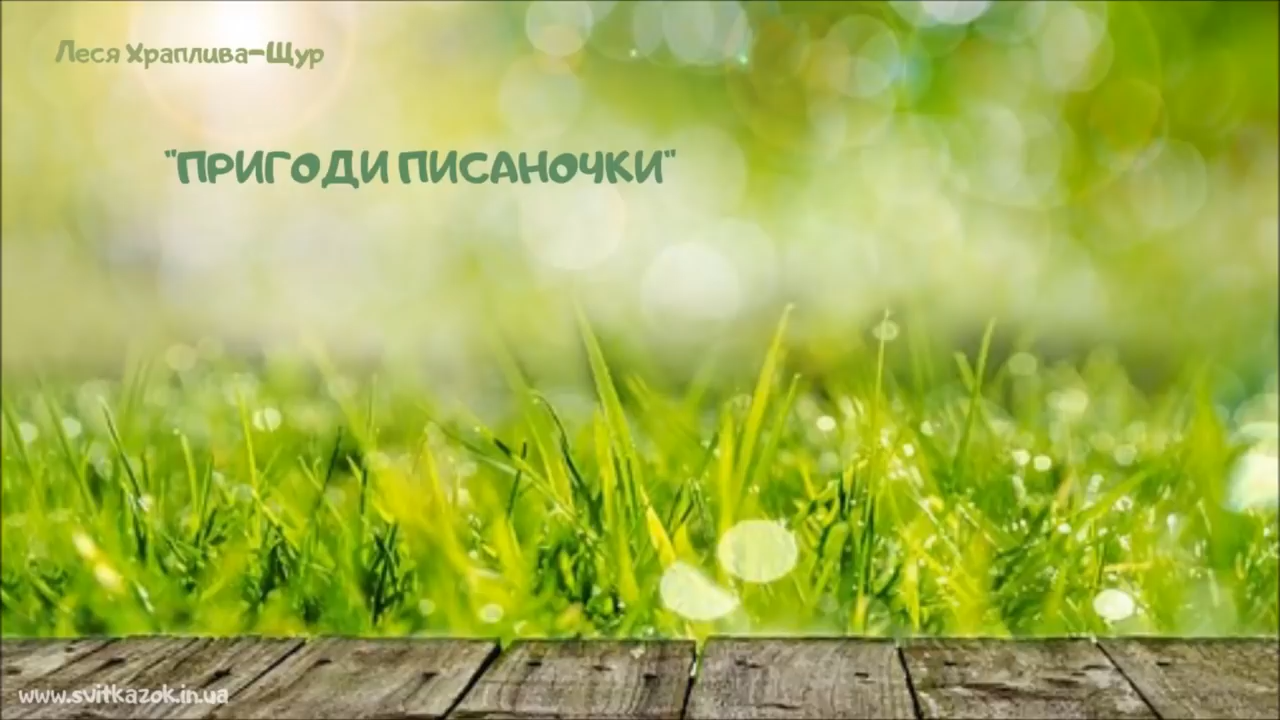 Леся Храплива-Щур
"ПРИГОДИ ПИСАНОЧКИ"
www.svitkazok.in.ua